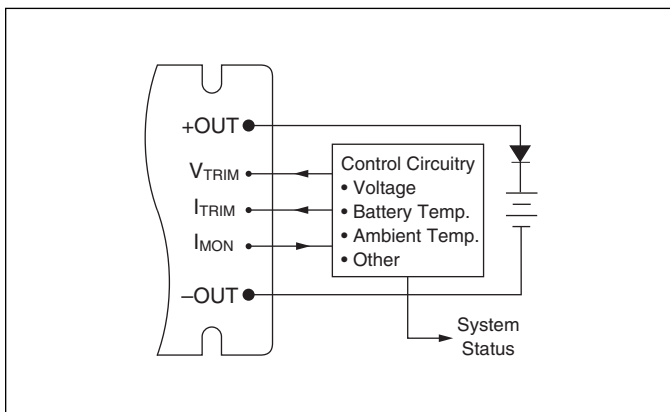 +OUT
VTRIM
ITRIM
IMON
–OUT
Control Circuitry
• Voltage
• Battery Temp.
• Ambient Temp.
• Other
System
Status